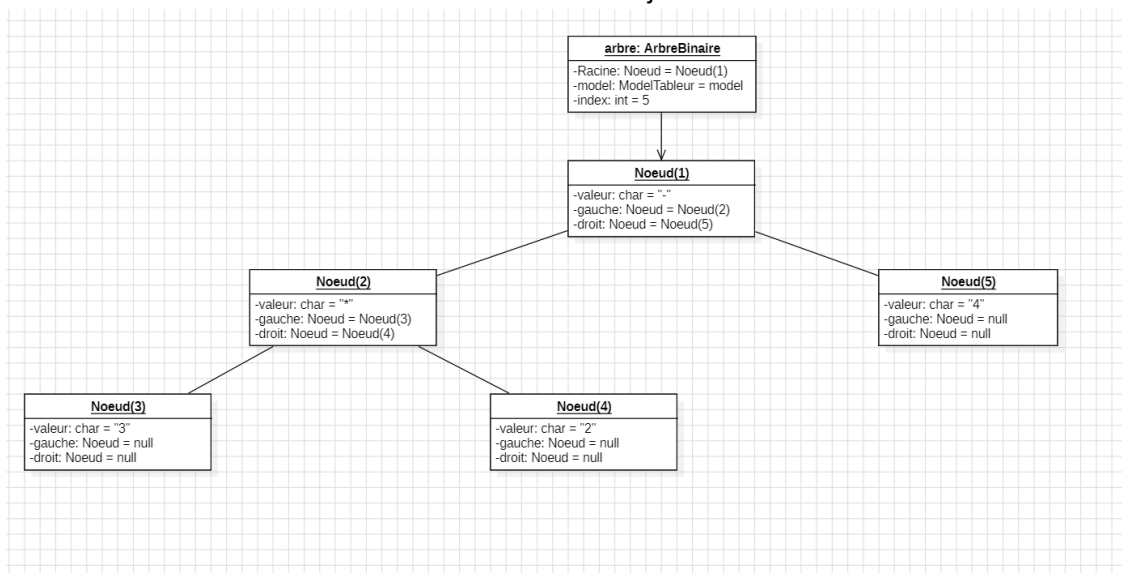 arbre: ArbreBinaire
-Racine: Noeud = Noeud(1)
-model: ModelTableur = model
-index: int = 5
Noeud(1)
-valeur: char = "-"
-gauche: Noeud = Noeud(2)
-droit: Noeud = Noeud(5)
Noeud(2)
-valeur: char = "*"
-gauche: Noeud = Noeud(3)
-droit: Noeud = Noeud(4)
Noeud(5)
-valeur: char = "4"
-gauche: Noeud = null
-droit: Noeud = null
Noeud(3)
-valeur: char = "3"
-gauche: Noeud = null
-droit: Noeud = null
Noeud(4)
-valeur: char = "2"
-gauche: Noeud = null
-droit: Noeud = null